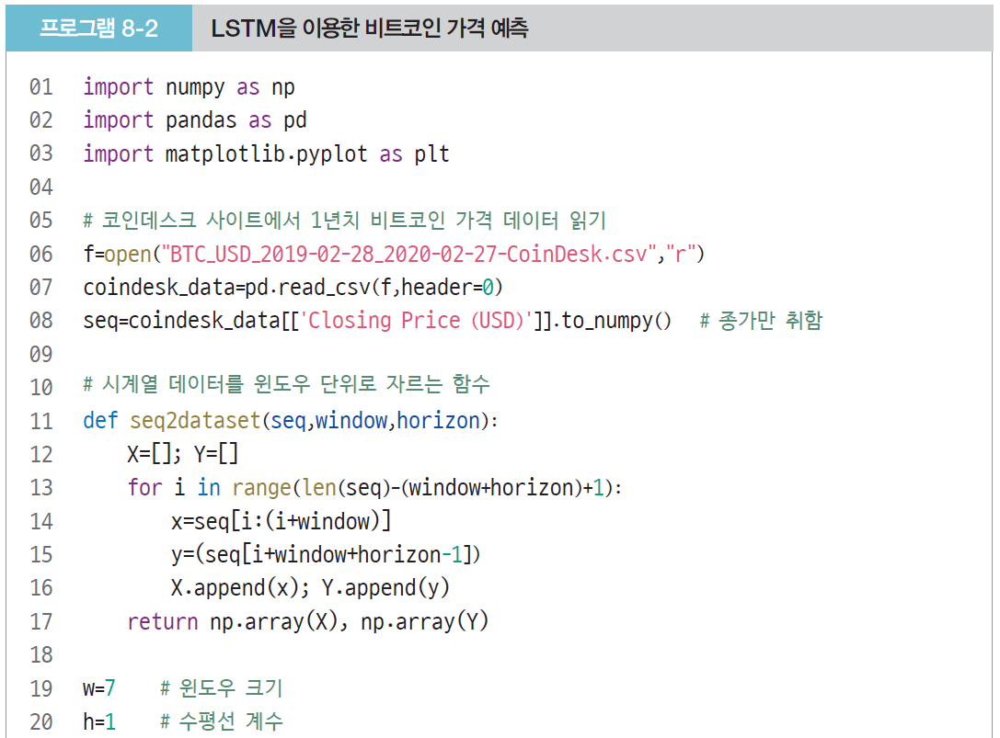 프로그램 8-2 LSTM을 이용한 비트코인 가격 예측
01 import numpy as np
02 import pandas as pd
03 import matplotlib.pyplot as plt
04
05 # 코인데스크 사이트에서 1년치 비트코인 가격 데이터 읽기
06 f=open("BTC_USD_2019-02-28_2020-02-27-CoinDesk.csv","r")
07 coindesk_data=pd.read_csv(f,header=0)
08 seq=coindesk_data[['Closing Price (USD)']].to_numpy() # 종가만 취함
09
10 # 시계열 데이터를 윈도우 단위로 자르는 함수
11 def seq2dataset(seq,window,horizon):
12     X=[]; Y=[]
13     for i in range(len(seq)-(window+horizon)+1):
14         x=seq[i:(i+window)]
15         y=(seq[i+window+horizon-1])
16         X.append(x); Y.append(y)
17     return np.array(X), np.array(Y)
18
19 w=7 # 윈도우 크기
20 h=1 # 수평선 계수